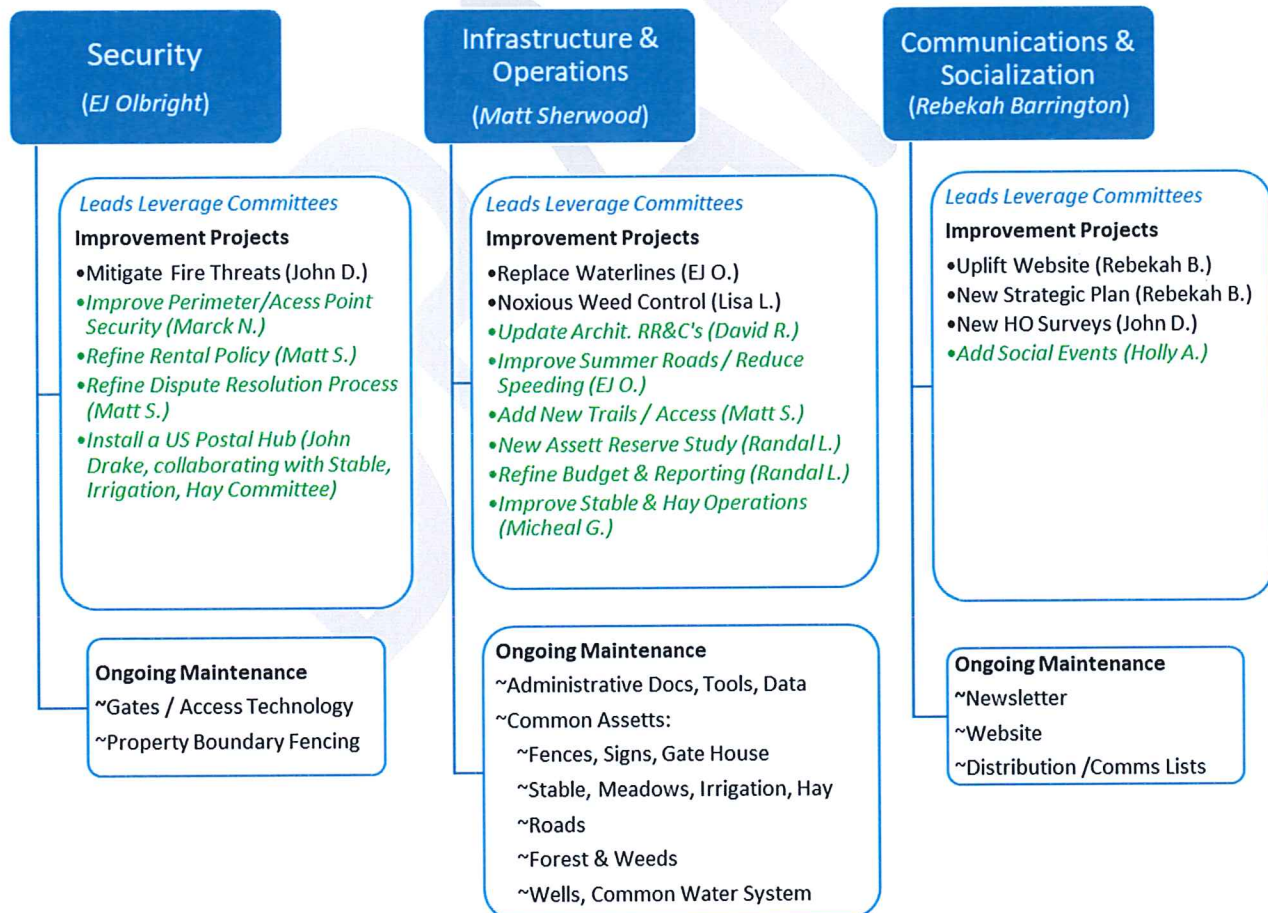 Security
(EJ Olbright)
Leads Leverage Committees
Improvement Projects
•Mitigate Fire Threats (John D.)
•Improve Perimeter/Acess Point
Security (Marck N.)
•Refine Rental Policy (Matt S.)
•Refine Dispute Resolution Process
(Matt S.)
•Install a US Postal Hub (John
Drake, collaborating with Stable,
Irrigation, Hay Committee)
Ongoing Maintenance
~Gates / Access Technology
~Property Boundary Fencing
Infrastructure &
Operations
(Matt Sherwood)
Leads Leverage Committees
Improvement Projects
•Replace Waterlines (EJ O.)
•Noxious Weed Control (Lisa L.)
•Update Archit. RR&C's (David R.)
•Improve Summer Roads / Reduce
Speeding (EJ O.)
•Add New Trails / Access (Matt S.)
•New Assett Reserve Study (Randal L.)
•Refine Budget & Reporting (Randal L.)
•Improve Stable & Hay Operations
(Micheal G.)
Ongoing Maintenance
~Administrative Docs, Tools, Data
~Common Assetts:
~Fences, Signs, Gate House
~Stable, Meadows, Irrigation, Hay
~Roads
~Forest & Weeds
~Wells, Common Water System
Communications &
Socialization
(Rebekah Barrington)
Leads Leverage Committees
Improvement Projects
•Uplift Website (Rebekah B.)
•New Strategic Plan (Rebekah B.)
•New HO Surveys (John D.)
•Add Social Events (Holly A.)
Ongoing Maintenance
~Newsletter
~Website
~Distribution /Comms Lists